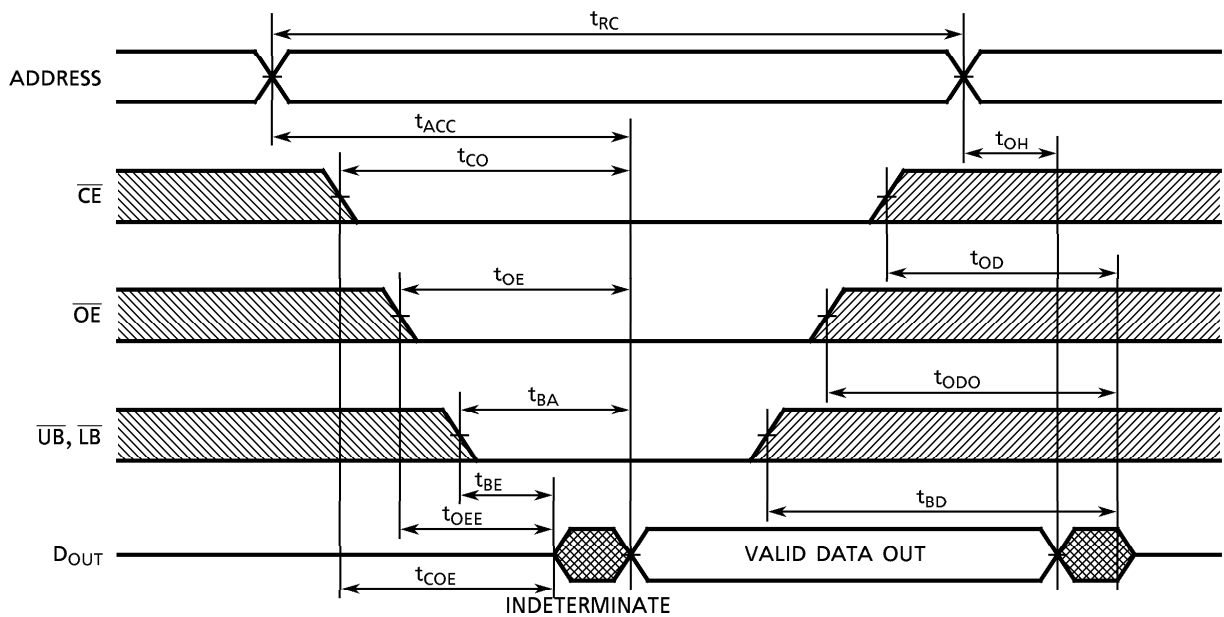 tRC
ADDRESS
tACC
tCO
tOH
CE
tOD
tOE
OE
tODO
tBA
UB, LB
tBE
tBD
tOEE
DOUT
VALID DATA OUT
tCOE
INDETERMINATE